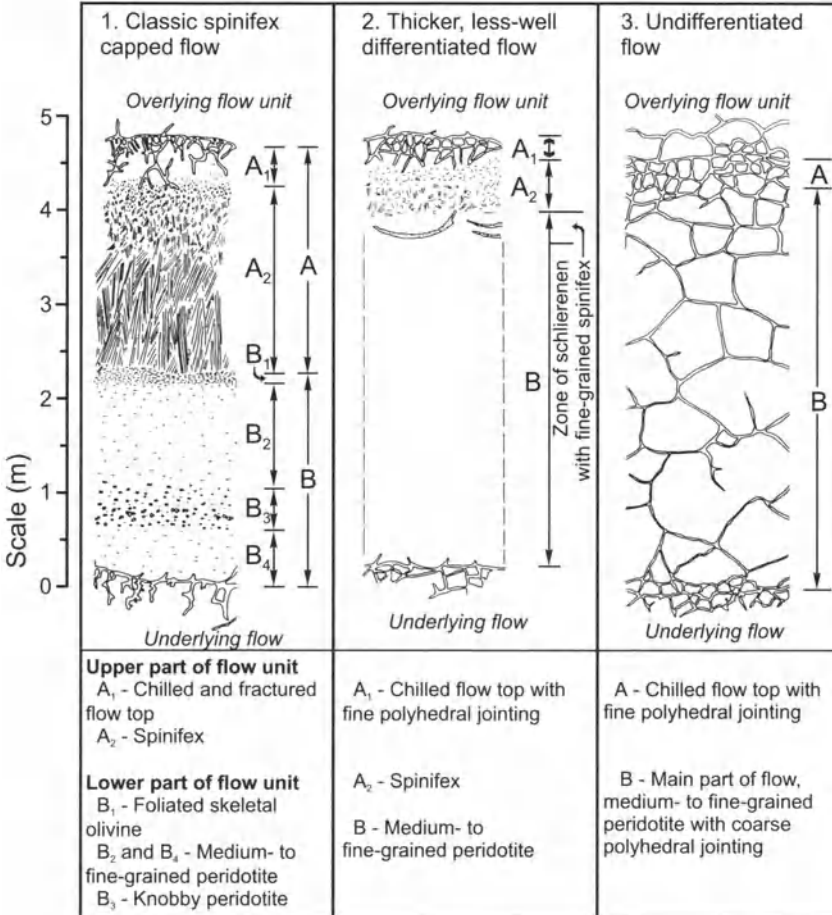 1. Classic spinifex
capped flow
Overlying flow unit
A₁
A₂
A
B₁
B₂
B₃
B₄
B
Underlying flow
2. Thicker, less-well
differentiated flow
Overlying flow unit
A₁
A₂
B
Zone of schlierenen
with fine-grained spinifex
Underlying flow
3. Undifferentiated
flow
Overlying flow unit
A
B
Underlying flow
Scale (m)
5
4
3
2
1
0
Upper part of flow unit
A₁ - Chilled and fractured
flow top
A₂ - Spinifex
Lower part of flow unit
B₁ - Foliated skeletal
olivine
B₂ and B₄ - Medium- to
fine-grained peridotite
B₃ - Knobby peridotite
A₁ - Chilled flow top with
fine polyhedral jointing
A₂ - Spinifex
B - Medium- to
fine-grained peridotite
A - Chilled flow top with
fine polyhedral jointing
B - Main part of flow,
medium- to fine-grained
peridotite with coarse
polyhedral jointing